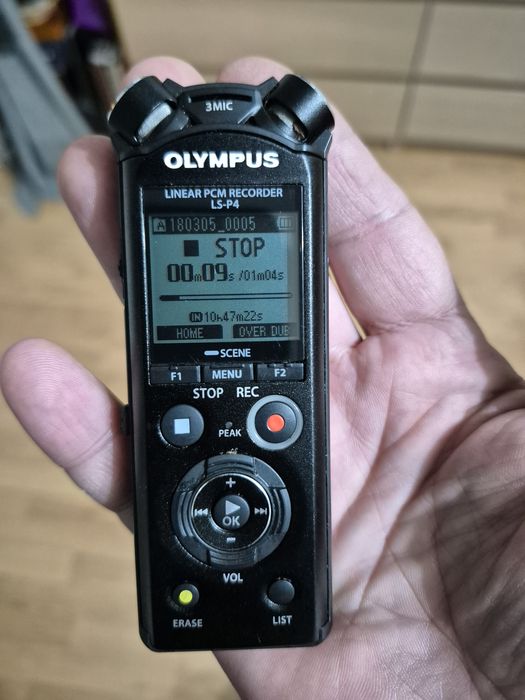 3MIC
OLYMPUS
LINEAR PCM RECORDER
LS-P4
A 180305_0005
STOP
00m09s /01m04s
IN 10h47m22s
HOME OVER DUB
SCENE
F1 MENU F2
STOP REC
PEAK
+
OK
-
VOL
ERASE LIST